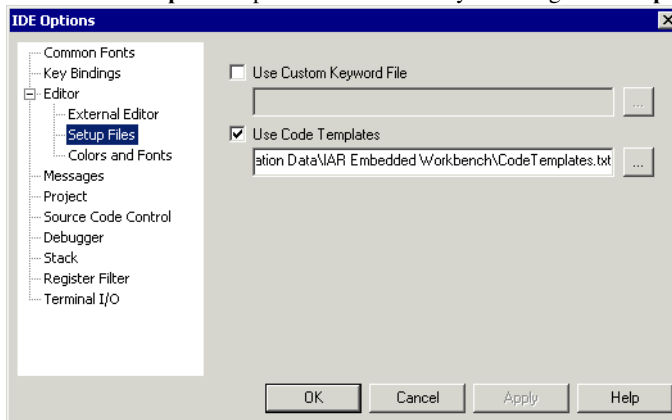 IDE Options
Common Fonts
Key Bindings
Editor
External Editor
Setup Files
Colors and Fonts
Messages
Project
Source Code Control
Debugger
Stack
Register Filter
Terminal I/O
Use Custom Keyword File
...
Use Code Templates
ation Data\IAR Embedded Workbench\CodeTemplates.txt
...
OK Cancel Apply Help